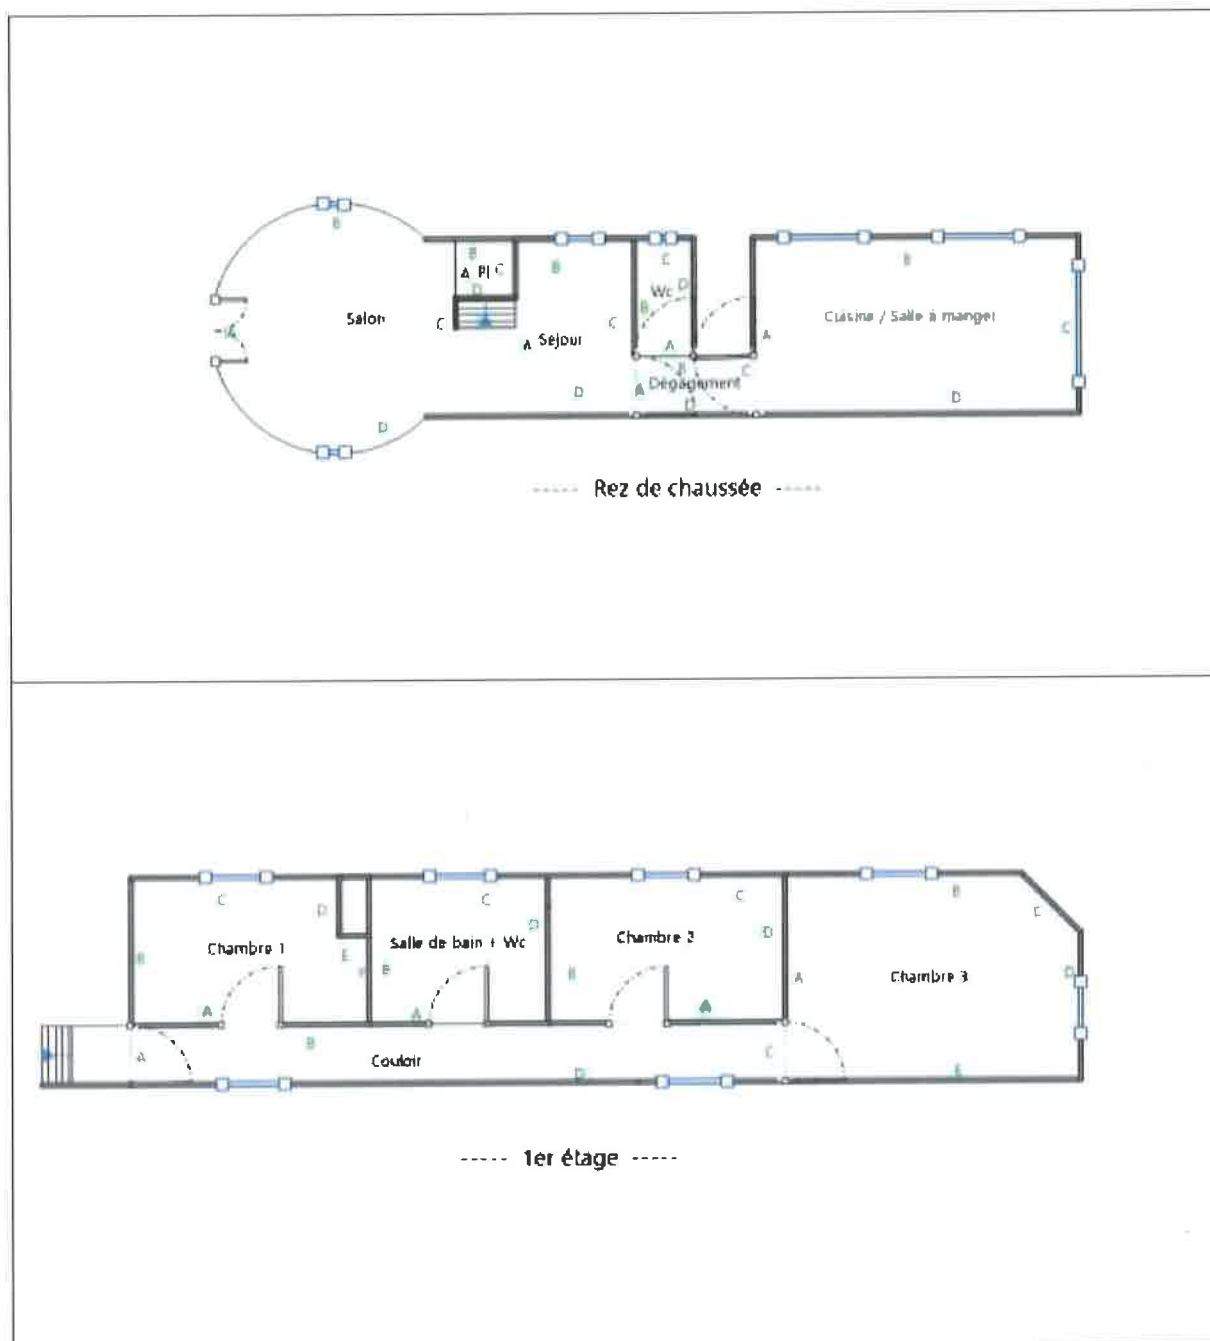 B
B
A Pl C
D
B
C
Wc
D
B
B
A
Salon
C
A Séjour
C
A
B
C
Dégagement
A
D
A
Cuisine / Salle à manger
C
D
D
D
----- Rez de chaussée -----
C
D
C
C
B
E
Chambre 1
B
E
Salle de bain + Wc
D
Chambre 2
B
D
A
Chambre 3
D
A
A
A
A
B
Couloir
D
C
E
----- 1er étage -----